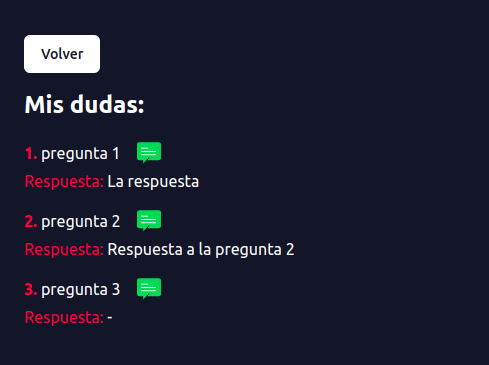 Volver
Mis dudas:
1. pregunta 1
Respuesta: La respuesta
2. pregunta 2
Respuesta: Respuesta a la pregunta 2
3. pregunta 3
Respuesta: -